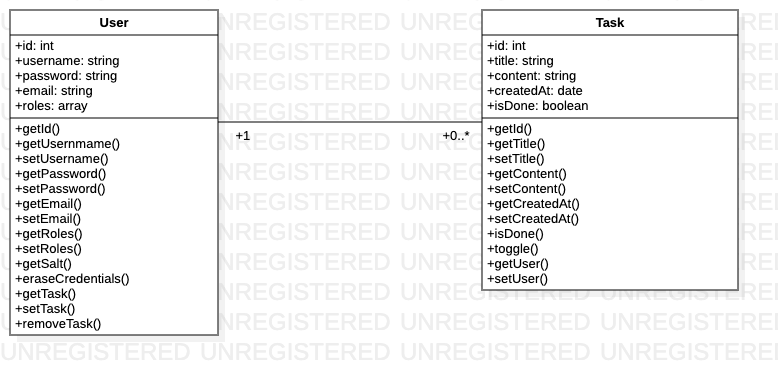 User
+id: int
+username: string
+password: string
+email: string
+roles: array
+getId()
+getUsernmame()
+setUsername()
+getPassword()
+setPassword()
+getEmail()
+setEmail()
+getRoles()
+setRoles()
+getSalt()
+eraseCredentials()
+getTask()
+setTask()
+removeTask()
+1
+0..*
Task
+id: int
+title: string
+content: string
+createdAt: date
+isDone: boolean
+getId()
+getTitle()
+setTitle()
+getContent()
+setContent()
+getCreatedAt()
+setCreatedAt()
+isDone()
+toggle()
+getUser()
+setUser()
UNREGISTERED UNREGISTERED UNREGISTERED UNREGISTERED